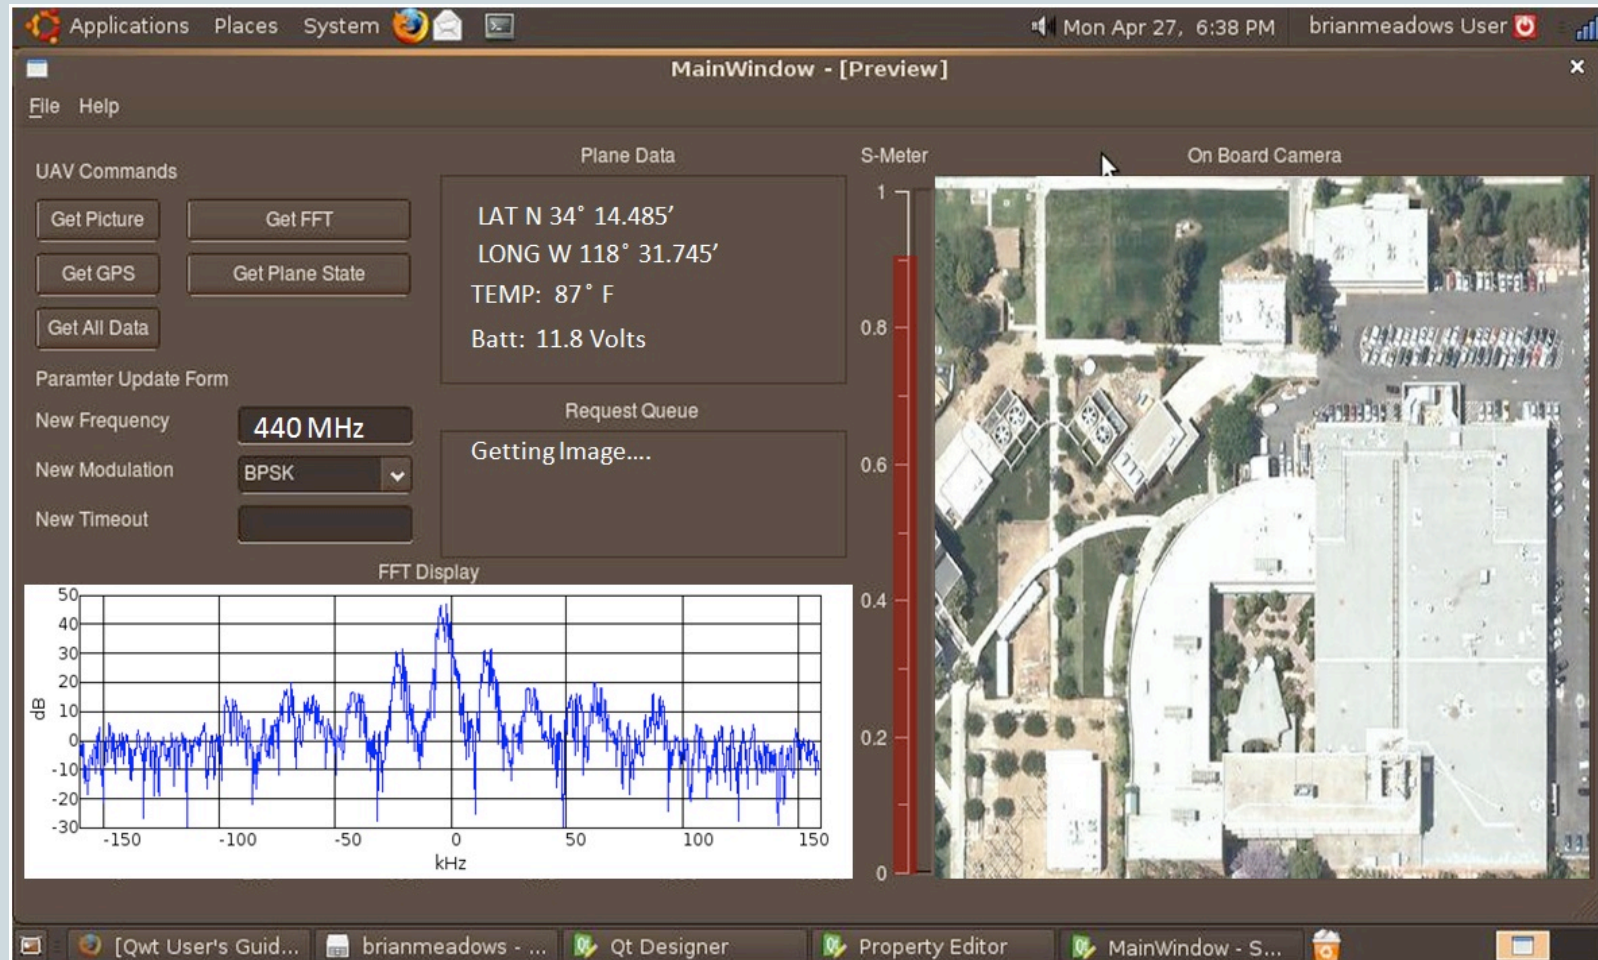 Applications Places System
Mon Apr 27, 6:38 PM brianmeadows User
MainWindow - [Preview]
File Help
UAV Commands
Get Picture Get FFT
Get GPS Get Plane State
Get All Data
Paramter Update Form
New Frequency 440 MHz
New Modulation BPSK
New Timeout
Plane Data
LAT N 34° 14.485’
LONG W 118° 31.745’
TEMP: 87° F
Batt: 11.8 Volts
Request Queue
Getting Image....
FFT Display
50
40
30
20
10
0
-10
-20
-30
dB
-150 -100 -50 0 50 100 150
kHz
S-Meter
1
0.8
0.6
0.4
0.2
0
On Board Camera
[Qwt User's Guid... brianmeadows - ... Qt Designer Property Editor MainWindow - S...